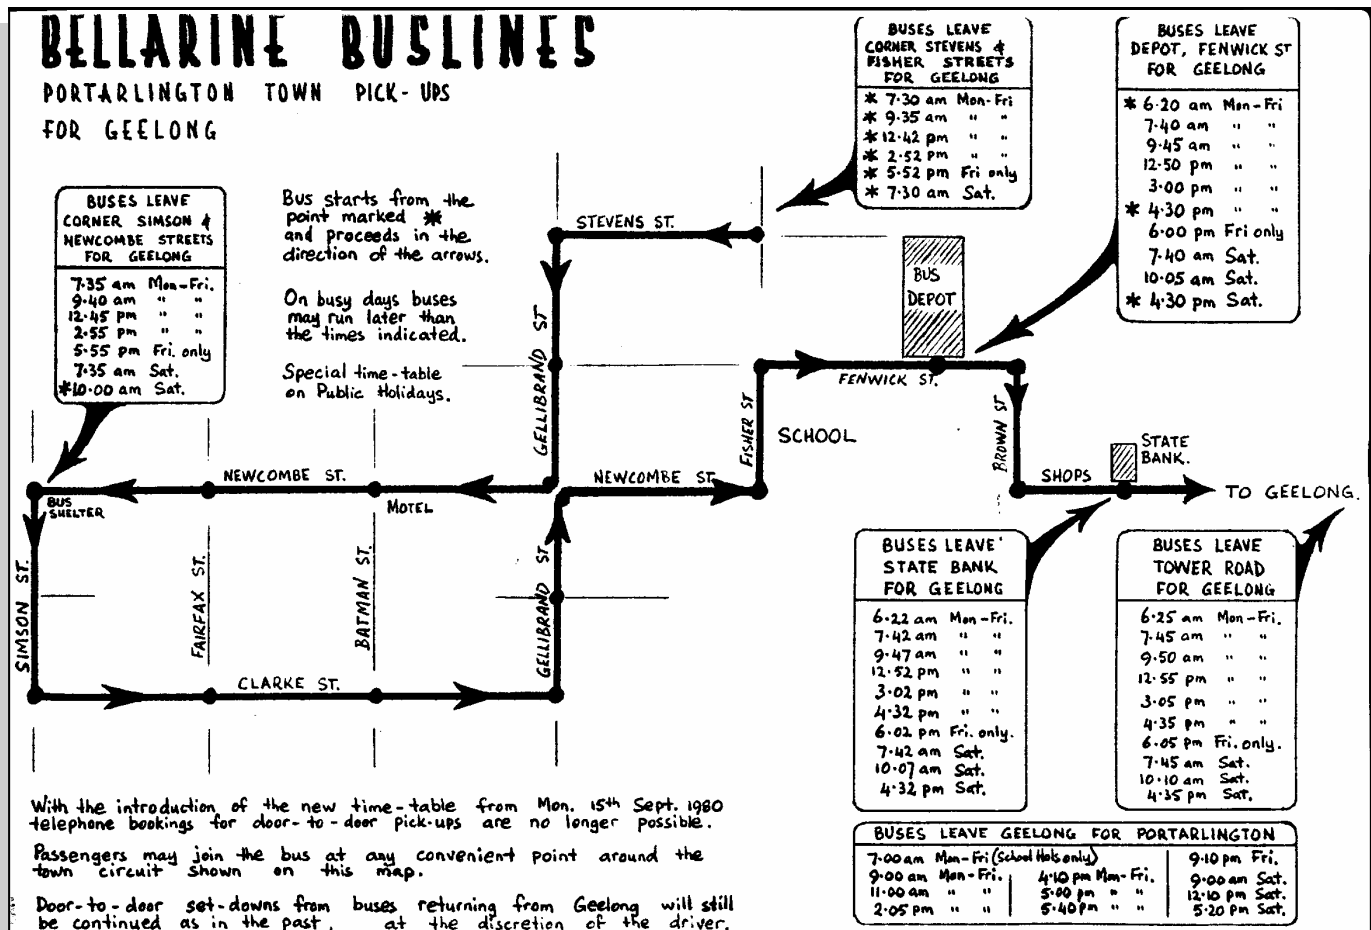 BELLARINE BUSLINES
PORTARLINGTON TOWN PICK-UPS
FOR GEELONG
BUSES LEAVE
CORNER SIMSON &
NEWCOMBE STREETS
FOR GEELONG
7·35 am Mon-Fri.
9·40 am " "
12·45 pm " "
2·55 pm " "
5·55 pm Fri. only
7·35 am Sat.
*10·00 am Sat.
Bus starts from the
point marked *
and proceeds in the
direction of the arrows.
On busy days buses
may run later than
the times indicated.
Special time-table
on Public Holidays.
BUSES LEAVE
CORNER STEVENS &
FISHER STREETS
FOR GEELONG
* 7·30 am Mon-Fri
* 9·35 am " "
* 12·42 pm " "
* 2·52 pm " "
* 5·52 pm Fri only
* 7·30 am Sat.
BUSES LEAVE
DEPOT, FENWICK ST
FOR GEELONG
* 6·20 am Mon-Fri
7·40 am " "
9·45 am " "
12·50 pm " "
3·00 pm " "
* 4·30 pm " "
6·00 pm Fri only
7·40 am Sat.
10·05 am Sat.
* 4·30 pm Sat.
STEVENS ST.
BUS
DEPOT
GELLIBRAND ST
FENWICK ST.
FISHER ST
SCHOOL
BROWN ST
SHOPS
STATE
BANK.
TO GEELONG.
NEWCOMBE ST.
NEWCOMBE ST.
BUS
SHELTER
MOTEL
SIMSON ST.
FAIRFAX ST.
BATMAN ST.
GELLIBRAND ST.
CLARKE ST.
BUSES LEAVE
STATE BANK
FOR GEELONG
6·22 am Mon-Fri.
7·42 am " "
9·47 am " "
12·52 pm " "
3·02 pm " "
4·32 pm " "
6·02 pm Fri. only.
7·42 am Sat.
10·07 am Sat.
4·32 pm Sat.
BUSES LEAVE
TOWER ROAD
FOR GEELONG
6·25 am Mon-Fri.
7·45 am " "
9·50 am " "
12·55 pm " "
3·05 pm " "
4·35 pm " "
6·05 pm Fri. only.
7·45 am Sat.
10·10 am Sat.
4·35 pm Sat.
With the introduction of the new time-table from Mon. 15th Sept. 1980
telephone bookings for door-to-door pick-ups are no longer possible.
Passengers may join the bus at any convenient point around the
town circuit shown on this map.
Door-to-door set-downs from buses returning from Geelong will still
be continued as in the past, at the discretion of the driver.
BUSES LEAVE GEELONG FOR PORTARLINGTON
7·00 am Mon-Fri (School Hols only)
9·00 am Mon-Fri.
11·00 am " "
2·05 pm " "
4·10 pm Mon-Fri.
5·00 pm " "
5·40 pm " "
9·10 pm Fri.
9·00 am Sat.
12·10 pm Sat.
5·20 pm Sat.